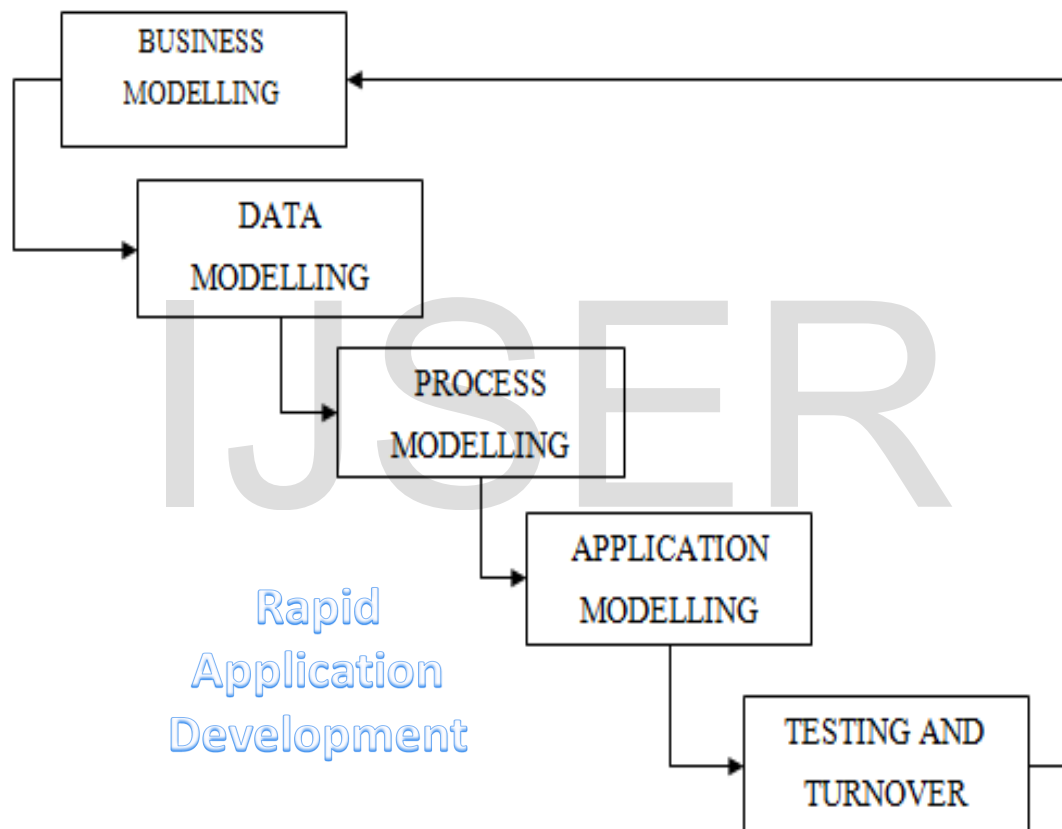 BUSINESS
MODELLING
DATA
MODELLING
IJSER
PROCESS
MODELLING
APPLICATION
MODELLING
Rapid
Application
Development
TESTING AND
TURNOVER